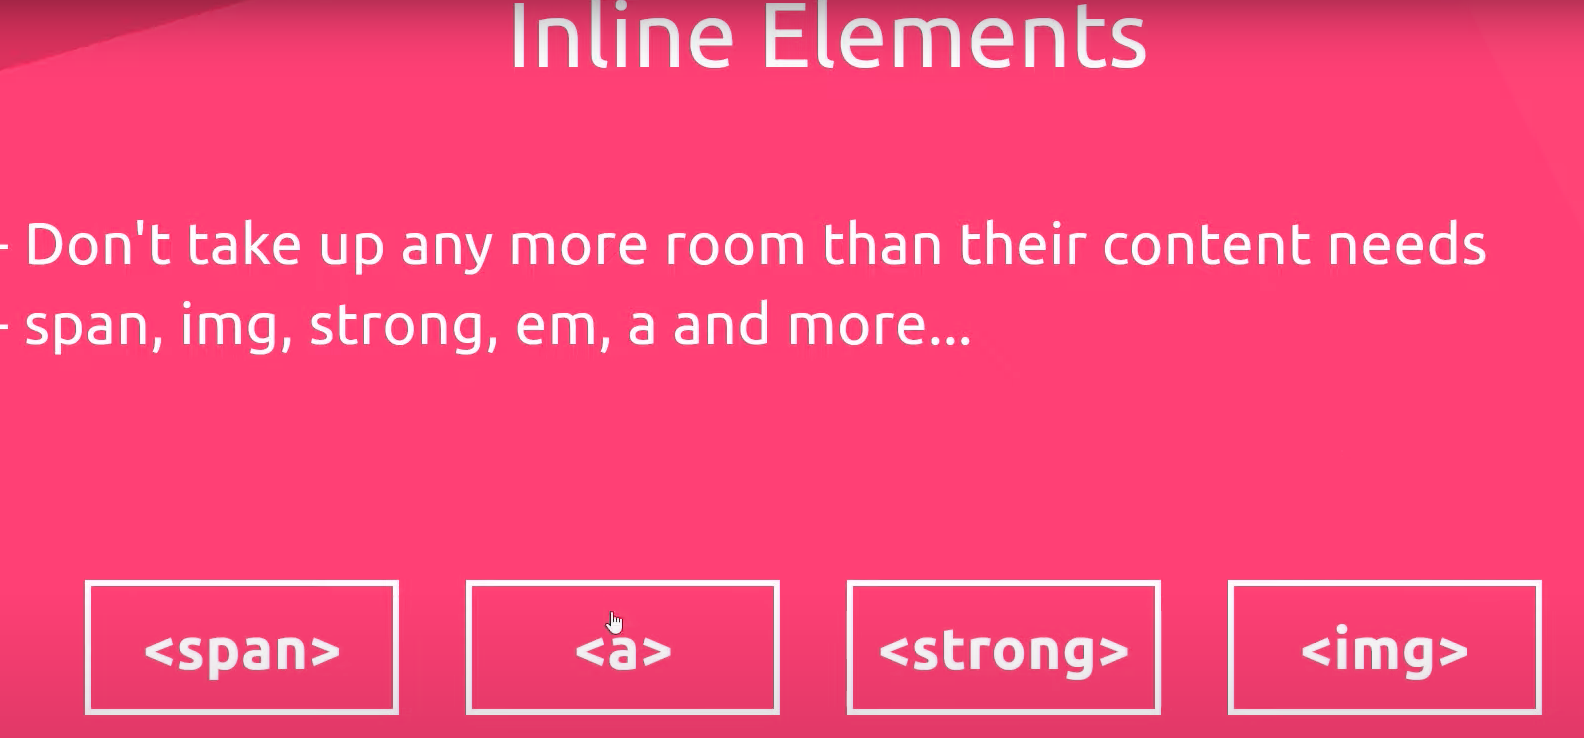 Inline Elements
- Don't take up any more room than their content needs
- span, img, strong, em, a and more...
<span>
<a>
<strong>
<img>